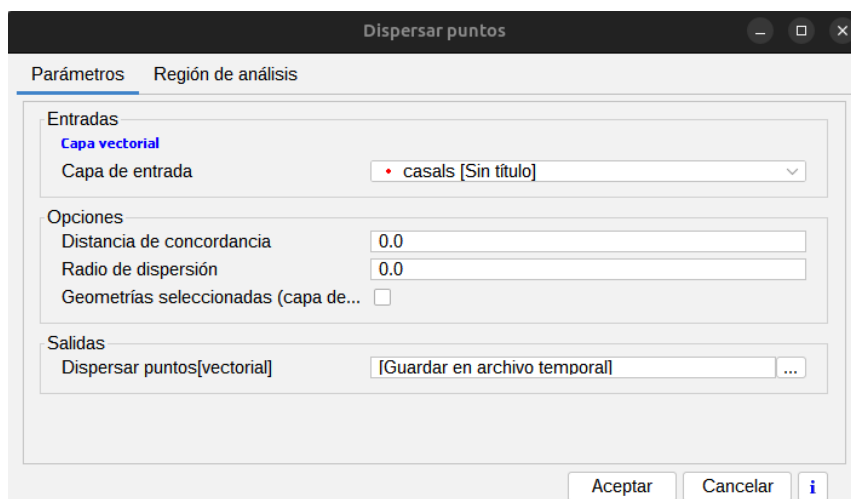 Dispersar puntos
Parámetros Región de análisis
Entradas
Capa vectorial
Capa de entrada casals [Sin título]
Opciones
Distancia de concordancia 0.0
Radio de dispersión 0.0
Geometrías seleccionadas (capa de...
Salidas
Dispersar puntos[vectorial] [Guardar en archivo temporal] ...
Aceptar Cancelar i